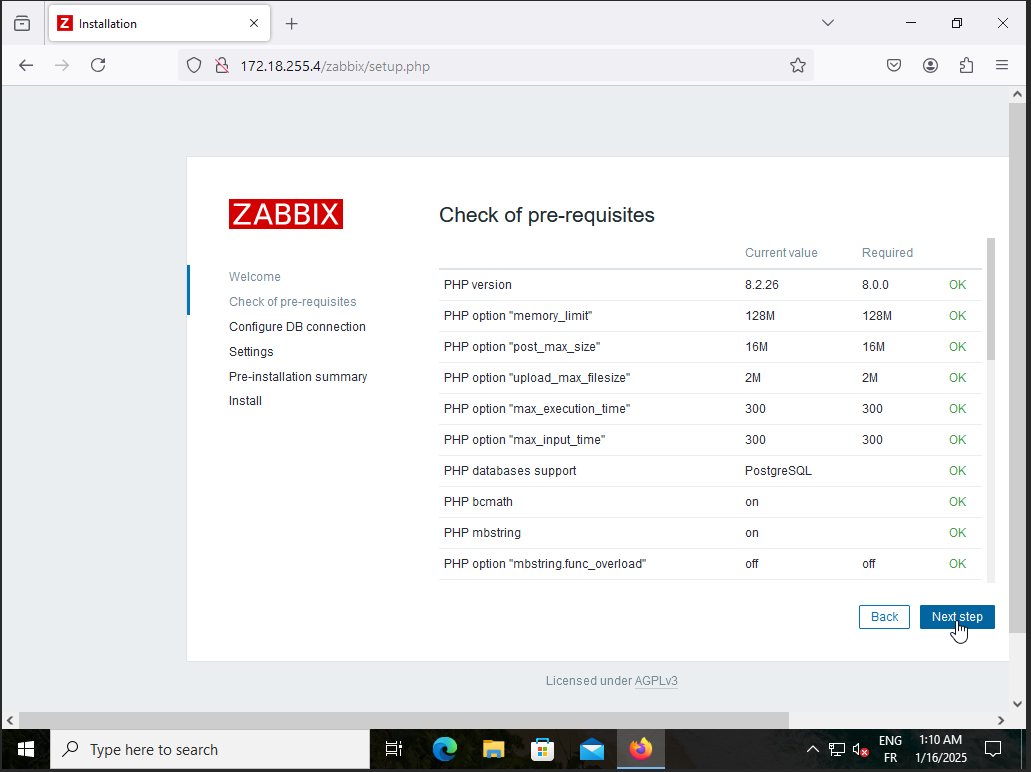 Z Installation
172.18.255.4/zabbix/setup.php
ZABBIX
Welcome
Check of pre-requisites
Configure DB connection
Settings
Pre-installation summary
Install
Check of pre-requisites
Current value Required
PHP version 8.2.26 8.0.0 OK
PHP option "memory_limit" 128M 128M OK
PHP option "post_max_size" 16M 16M OK
PHP option "upload_max_filesize" 2M 2M OK
PHP option "max_execution_time" 300 300 OK
PHP option "max_input_time" 300 300 OK
PHP databases support PostgreSQL OK
PHP bcmath on OK
PHP mbstring on OK
PHP option "mbstring.func_overload" off off OK
Back Next step
Licensed under AGPLv3
Type here to search
ENG
FR
1:10 AM
1/16/2025